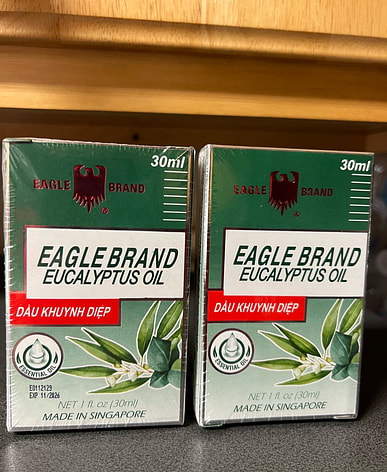 30ml
EAGLE BRAND
®
EAGLE BRAND
EUCALYPTUS OIL
DẦU KHUYNH DIỆP
ESSENTIAL OIL
E0112129
EXP 11/2026
NET 1 fl. oz (30ml)
MADE IN SINGAPORE
30ml
EAGLE BRAND
®
EAGLE BRAND
EUCALYPTUS OIL
DẦU KHUYNH DIỆP
ESSENTIAL OIL
NET 1 fl. oz (30ml)
MADE IN SINGAPORE